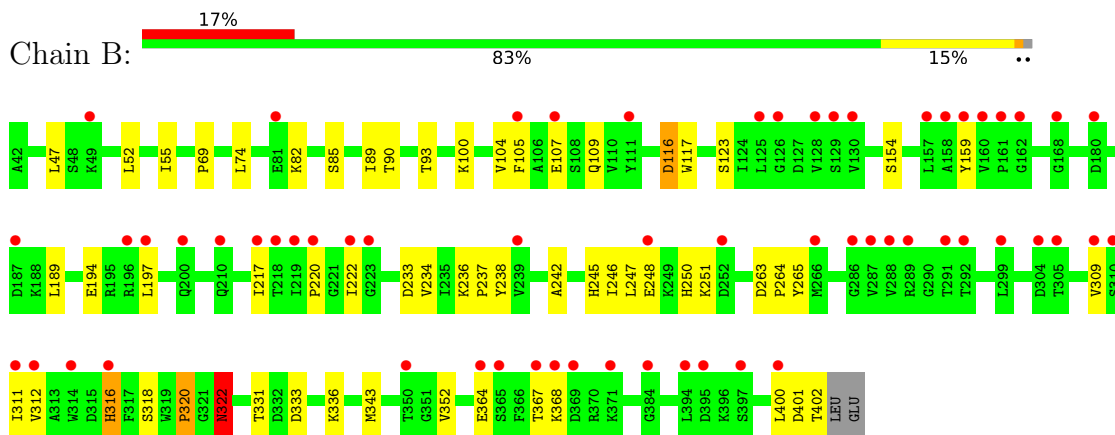 17%
Chain B:
83% 15% ••
A42 L47 S48 K49 L52 I55 P69 L74 E81 K82 S85 I89 T90 T93 K100 V104 F105 A106 E107 S108 Q109 V110 Y111 D116 W117 S123 I124 L125 G126 D127 V128 S129 V130 S154 L157 A158 Y159 V160 P161 G162 G168 D180
D187 K188 L189 E194 R195 R196 L197 Q200 Q210 I217 T218 I219 P220 G221 I222 G223 D233 V234 I235 K236 P237 Y238 V239 A242 H245 I246 L247 E248 K249 H250 K251 D252 D263 P264 Y265 M266 G286 V287 V288 R289 G290 T291 T292 L299 D304 T305 V309 S310
I311 V312 A313 W314 D315 H316 F317 S318 W319 P320 G321 N322 T331 D332 D333 K336 M343 T350 G351 V352 E364 S365 F366 T367 K368 D369 R370 K371 G384 L394 D395 K396 S397 L400 D401 T402 LEU GLU